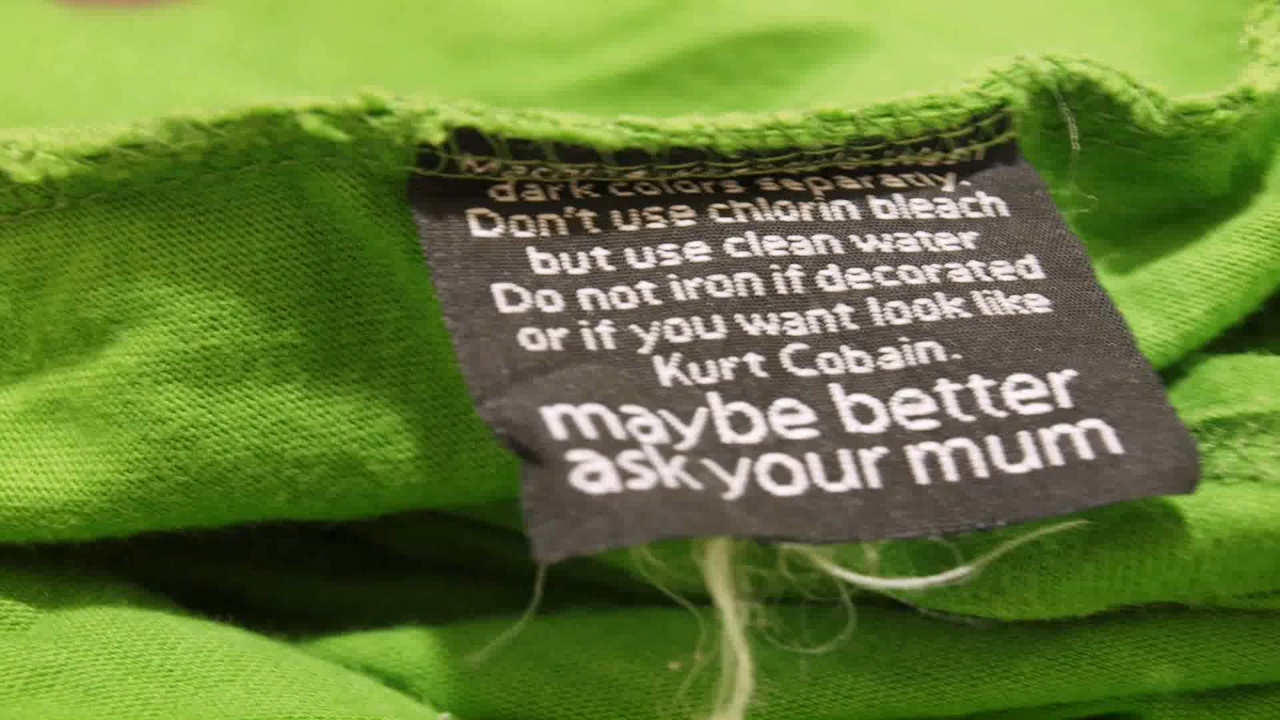 dark colors separatly.
Don't use chlorin bleach
but use clean water
Do not iron if decorated
or if you want look like
Kurt Cobain.
maybe better
ask your mum